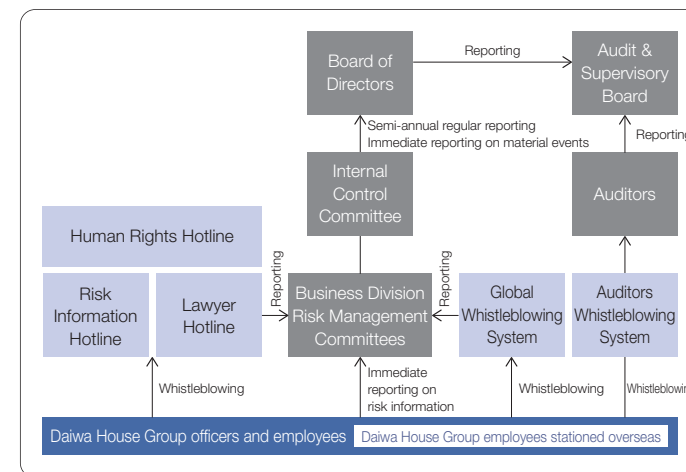 Board of
Directors
Reporting
Audit &
Supervisory
Board
Semi-annual regular reporting
Immediate reporting on material events
Reporting
Internal
Control
Committee
Auditors
Human Rights Hotline
Risk
Information
Hotline
Lawyer
Hotline
Reporting
Business Division
Risk Management
Committees
Reporting
Global
Whistleblowing
System
Auditors
Whistleblowing
System
Whistleblowing
Immediate
reporting on
risk information
Whistleblowing
Whistleblowin
Daiwa House Group officers and employees
Daiwa House Group employees stationed overseas